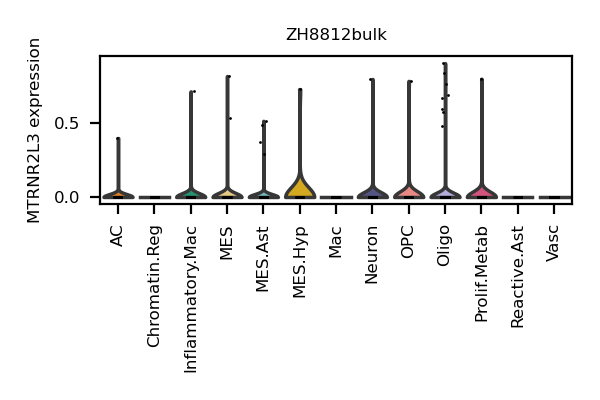 ZH8812bulk
MTRNR2L3 expression
0.5
0.0
AC
Chromatin.Reg
Inflammatory.Mac
MES
MES.Ast
MES.Hyp
Mac
Neuron
OPC
Oligo
Prolif.Metab
Reactive.Ast
Vasc